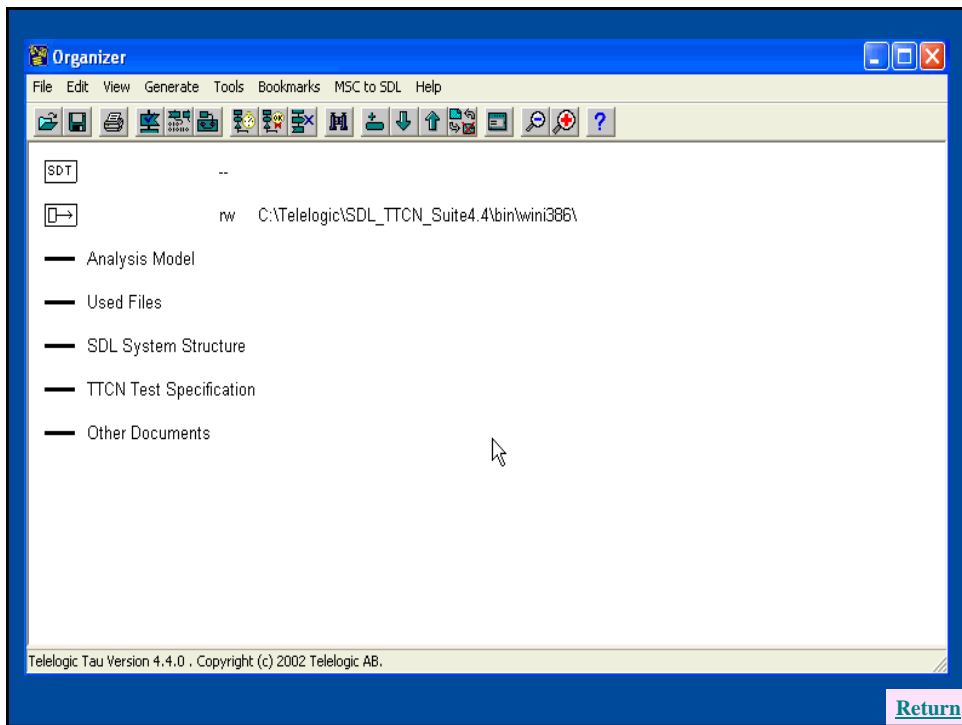 Organizer
File Edit View Generate Tools Bookmarks MSC to SDL Help
SDT --
rw C:\Telelogic\SDL_TTCN_Suite4.4\bin\wini386\
Analysis Model
Used Files
SDL System Structure
TTCN Test Specification
Other Documents
Telelogic Tau Version 4.4.0 . Copyright (c) 2002 Telelogic AB.
Return